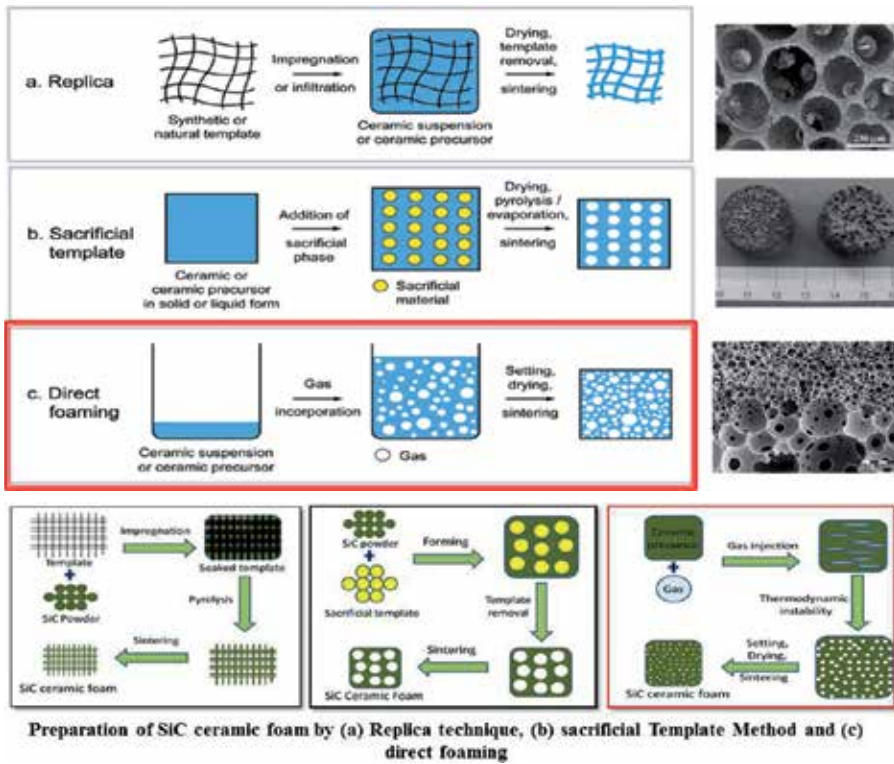 a. Replica
Synthetic or
natural template
Impregnation
or infiltration
Ceramic suspension
or ceramic precursor
Drying,
template
removal,
sintering
b. Sacrificial
template
Ceramic or
ceramic precursor
in solid or liquid form
Addition of
sacrificial
phase
Sacrificial
material
Drying,
pyrolysis /
evaporation,
sintering
11 12 13 14 15
c. Direct
foaming
Ceramic suspension
or ceramic precursor
Gas
incorporation
Gas
Setting,
drying,
sintering
Template
+
SiC Powder
Impregnation
Soaked template
Pyrolysis
Sintering
SiC ceramic foam
SiC powder
+
Sacrificial template
Forming
Template
removal
Sintering
SiC Ceramic Foam
Ceramic
+
Gas
Gas injection
Thermodynamic
instability
Setting,
Drying,
Sintering
SiC ceramic foam
Preparation of SiC ceramic foam by (a) Replica technique, (b) sacrificial Template Method and (c)
direct foaming